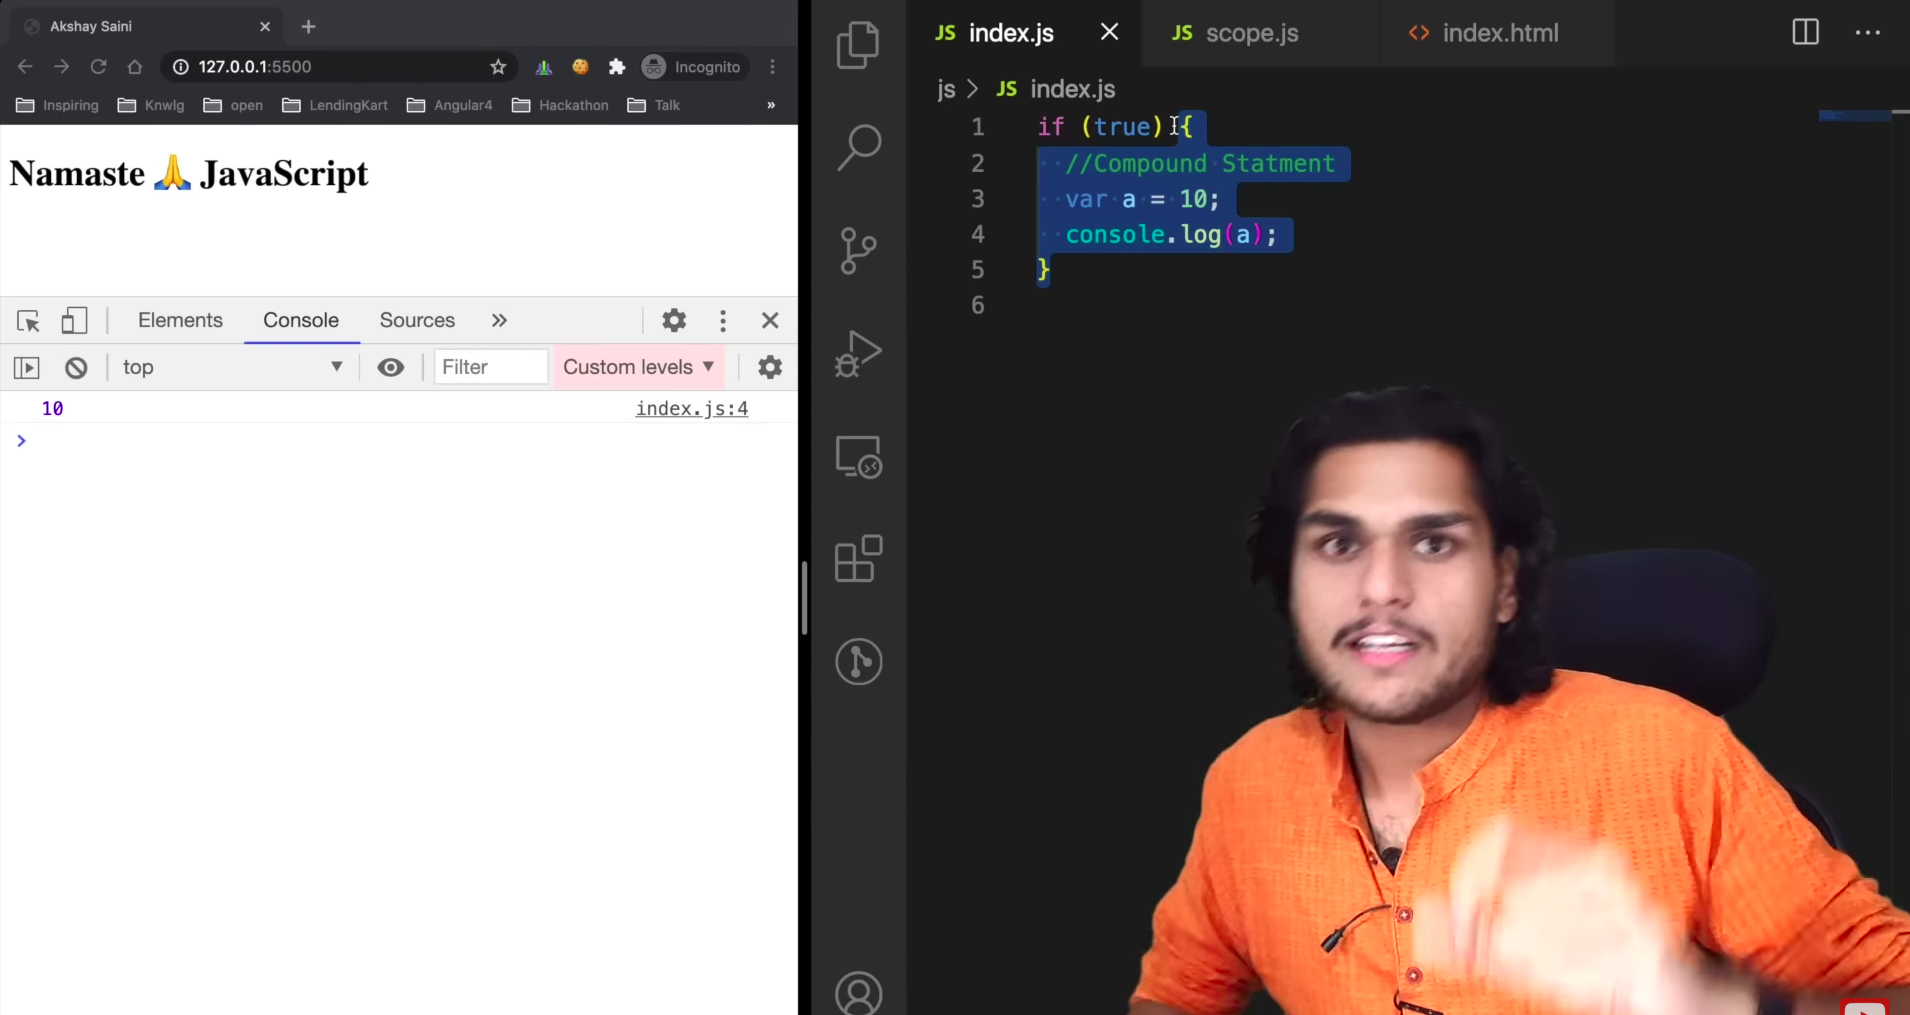 Akshay Saini
127.0.0.1:5500
Incognito
Inspiring Knwlg open LendingKart Angular4 Hackathon Talk »
Namaste 🙏 JavaScript
Elements Console Sources »
top Filter Custom levels
10 index.js:4
JS index.js JS scope.js <> index.html
js > JS index.js
1 if (true) {
2 //Compound Statment
3 var a = 10;
4 console.log(a);
5 }
6